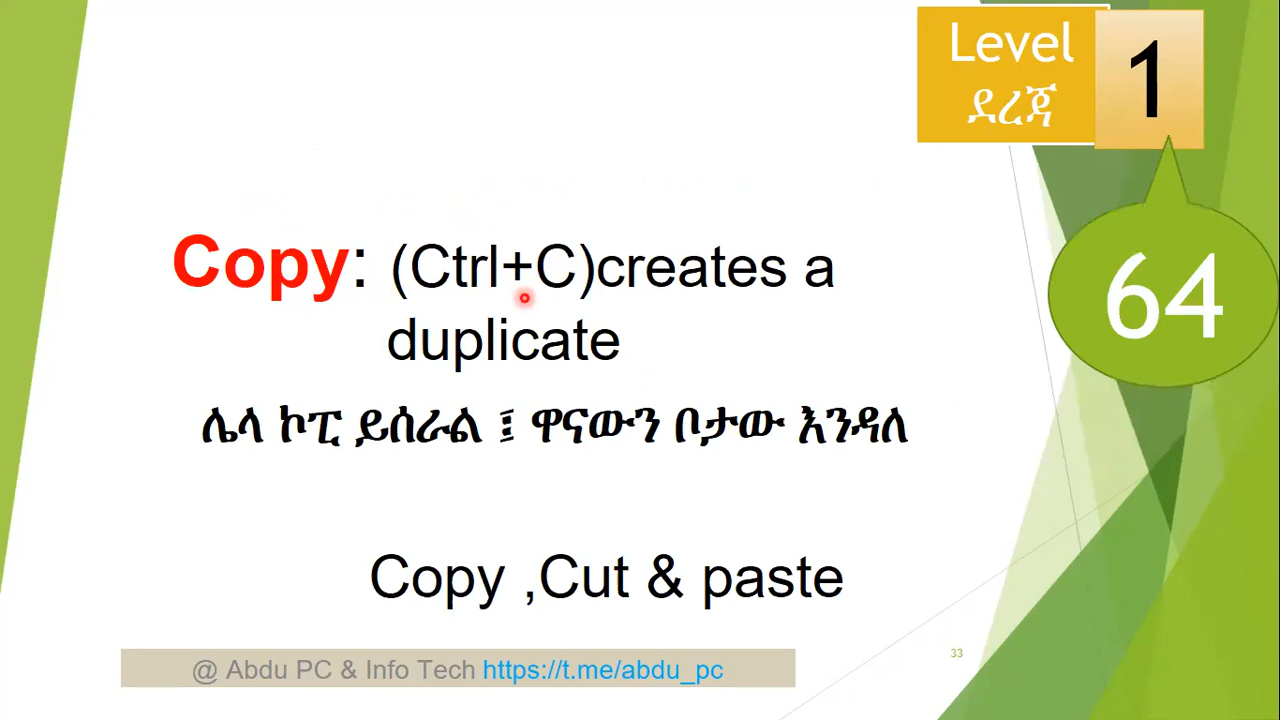 Level
ደረጃ
1
64
Copy: (Ctrl+C)creates a
duplicate
ሌላ ኮፒ ይሰራል ፤ ዋናውን ቦታው እንዳለ
Copy ,Cut & paste
@ Abdu PC & Info Tech https://t.me/abdu_pc
33